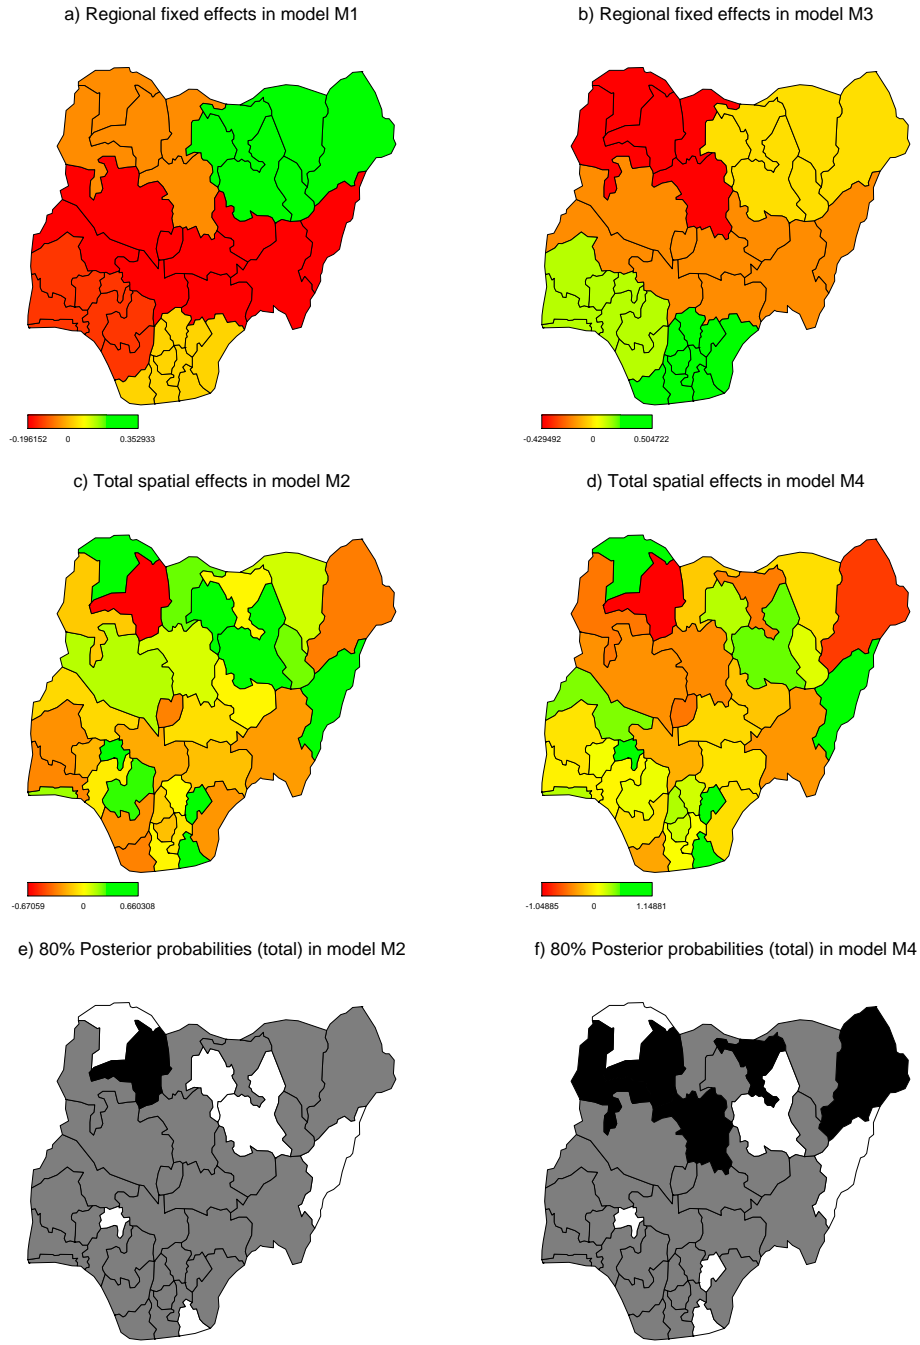 a) Regional fixed effects in model M1
b) Regional fixed effects in model M3
-0.196152 0 0.352933
-0.429492 0 0.504722
c) Total spatial effects in model M2
d) Total spatial effects in model M4
-0.67059 0 0.660308
-1.04885 0 1.14881
e) 80% Posterior probabilities (total) in model M2
f) 80% Posterior probabilities (total) in model M4